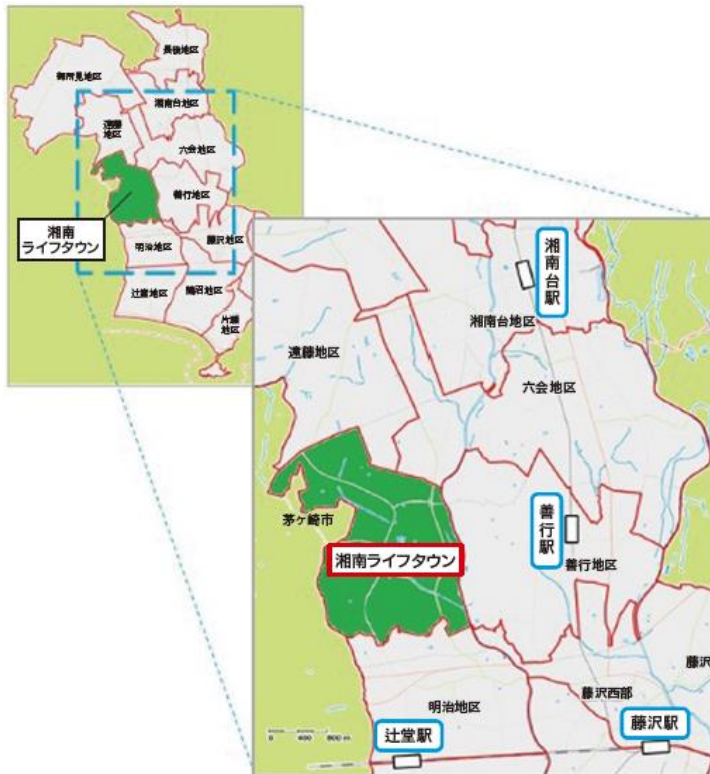 長後地区
御所見地区
湘南台地区
遠藤
地区
六会地区
善行地区
湘南
ライフタウン
明治地区
藤沢地区
辻堂地区
鵠沼地区
片瀬
地区
湘南台駅
湘南台地区
遠藤地区
六会地区
茅ヶ崎市
善行駅
湘南ライフタウン
善行地区
藤沢
藤沢西部
明治地区
0 400 800 m
辻堂駅
藤沢駅